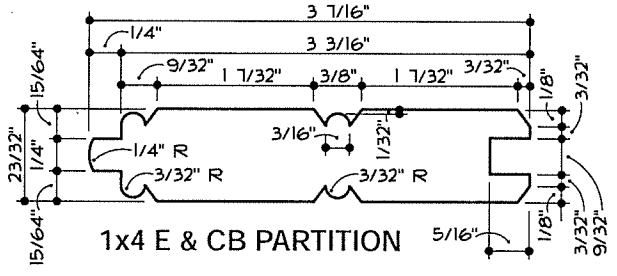 3 7/16"
1/4" 3 3/16"
9/32" 1 7/32" 3/8" 1 7/32" 3/32"
15/64" 1/4" 15/64"
23/32"
1/8" 3/32"
3/16" 1/32"
1/4" R
3/32" R 3/32" R
5/16" 1/8" 3/32" 9/32"
1x4 E & CB PARTITION